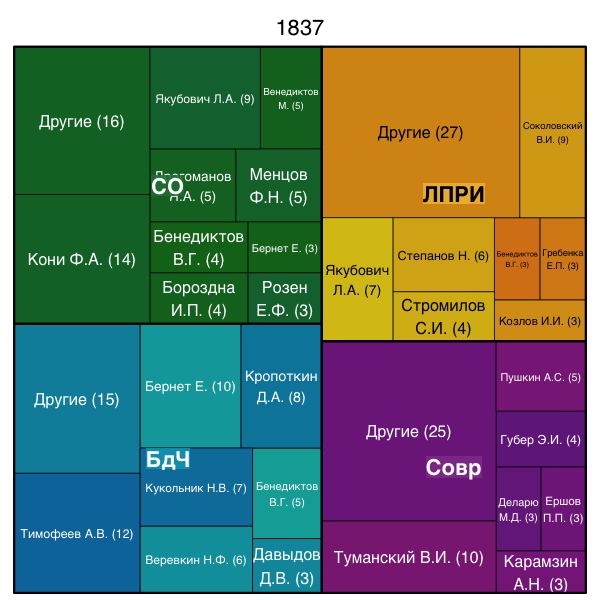 1837
Другие (16)
Якубович Л.А. (9)
Венедиктов
М. (5)
СО
А. (5)
Менцов
Ф.Н. (5)
Кони Ф.А. (14)
Бенедиктов
В.Г. (4)
Бернет Е. (3)
Бороздна
И.П. (4)
Розен
Е.Ф. (3)
Другие (27)
Соколовский
В.И. (9)
ЛПРИ
Якубович
Л.А. (7)
Степанов Н. (6)
Стромилов
С.И. (4)
Бенедиктов
В.Г. (3)
Гребенка
Е.П. (3)
Козлов И.И. (3)
Другие (15)
Бернет Е. (10)
Кропоткин
Д.А. (8)
БдЧ
Кукольник Н.В. (7)
Бенедиктов
В.Г. (5)
Тимофеев А.В. (12)
Веревкин Н.Ф. (6)
Давыдов
Д.В. (3)
Другие (25)
Пушкин А.С. (5)
Губер Э.И. (4)
Совр
Деларю
М.Д. (3)
Ершов
П.П. (3)
Туманский В.И. (10)
Карамзин
А.Н. (3)